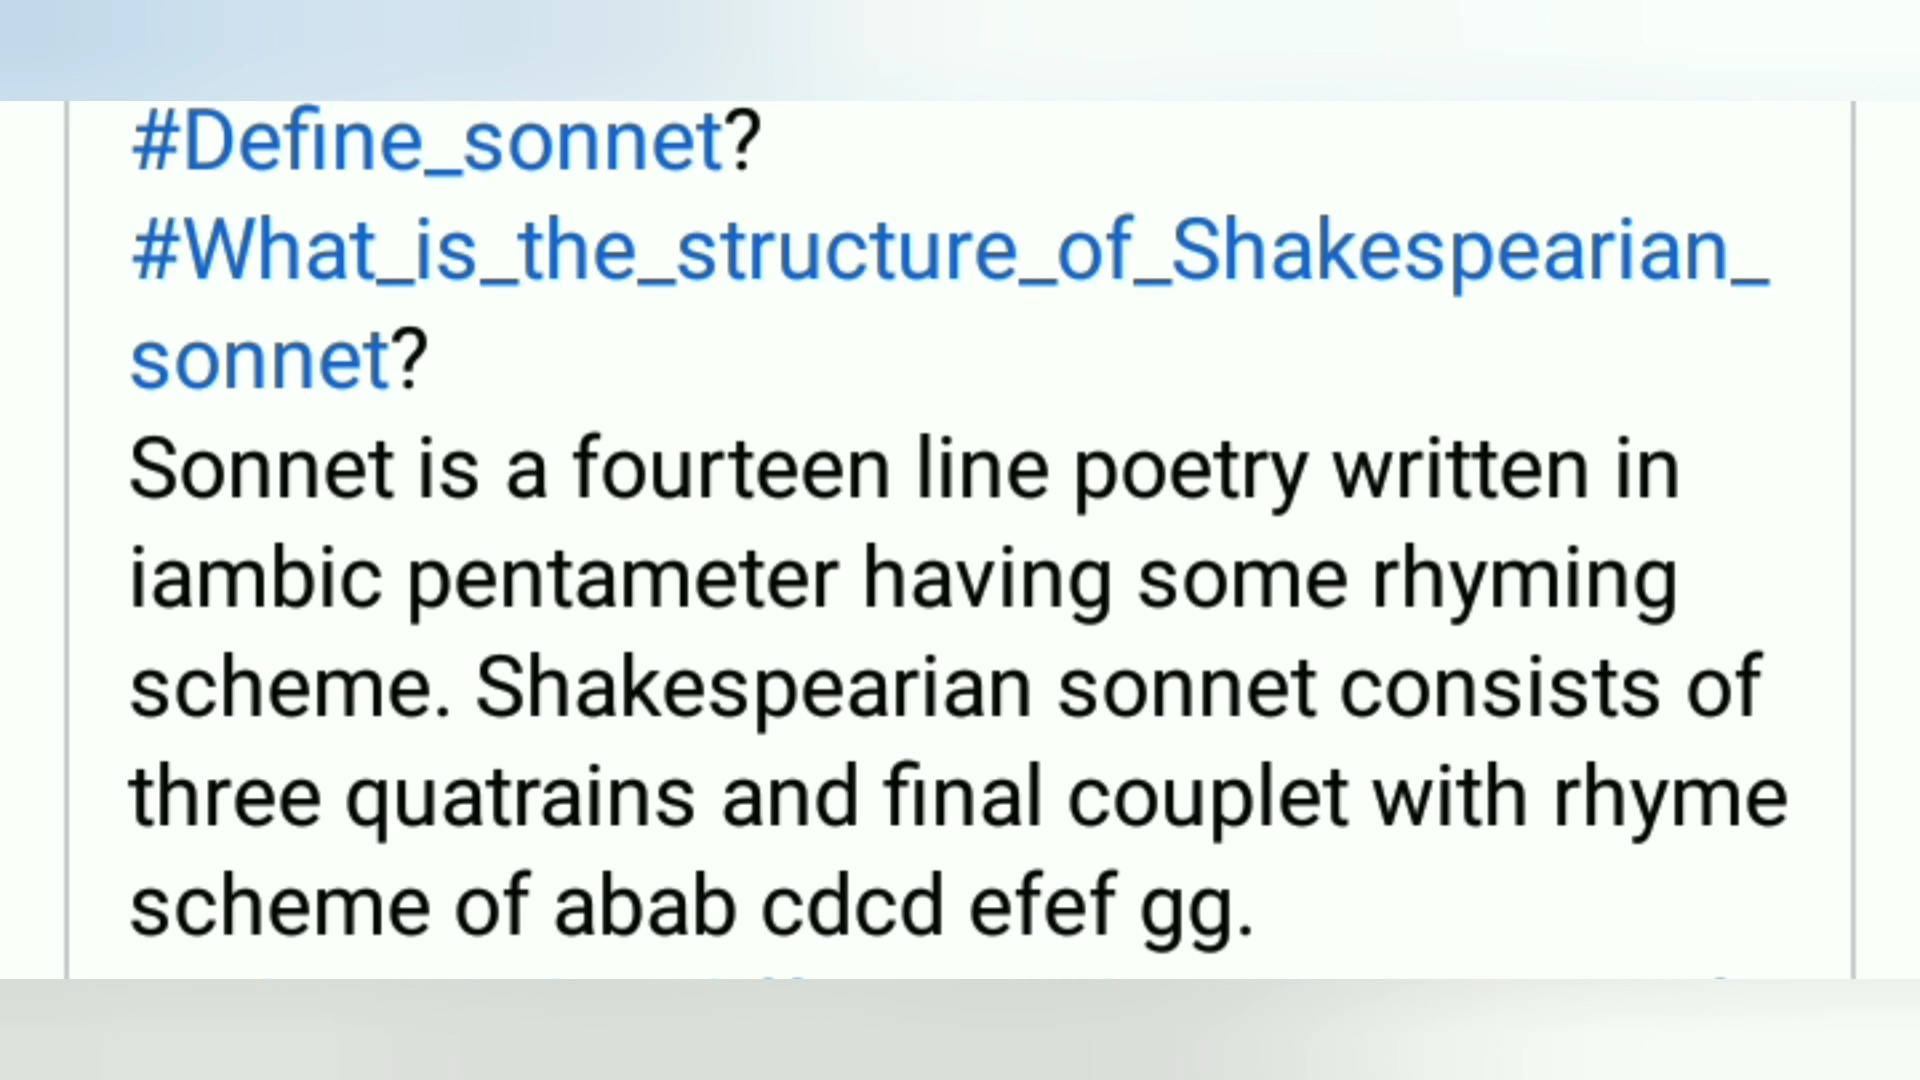 #Define_sonnet?
#What_is_the_structure_of_Shakespearian_
sonnet?
Sonnet is a fourteen line poetry written in
iambic pentameter having some rhyming
scheme. Shakespearian sonnet consists of
three quatrains and final couplet with rhyme
scheme of abab cdcd efef gg.